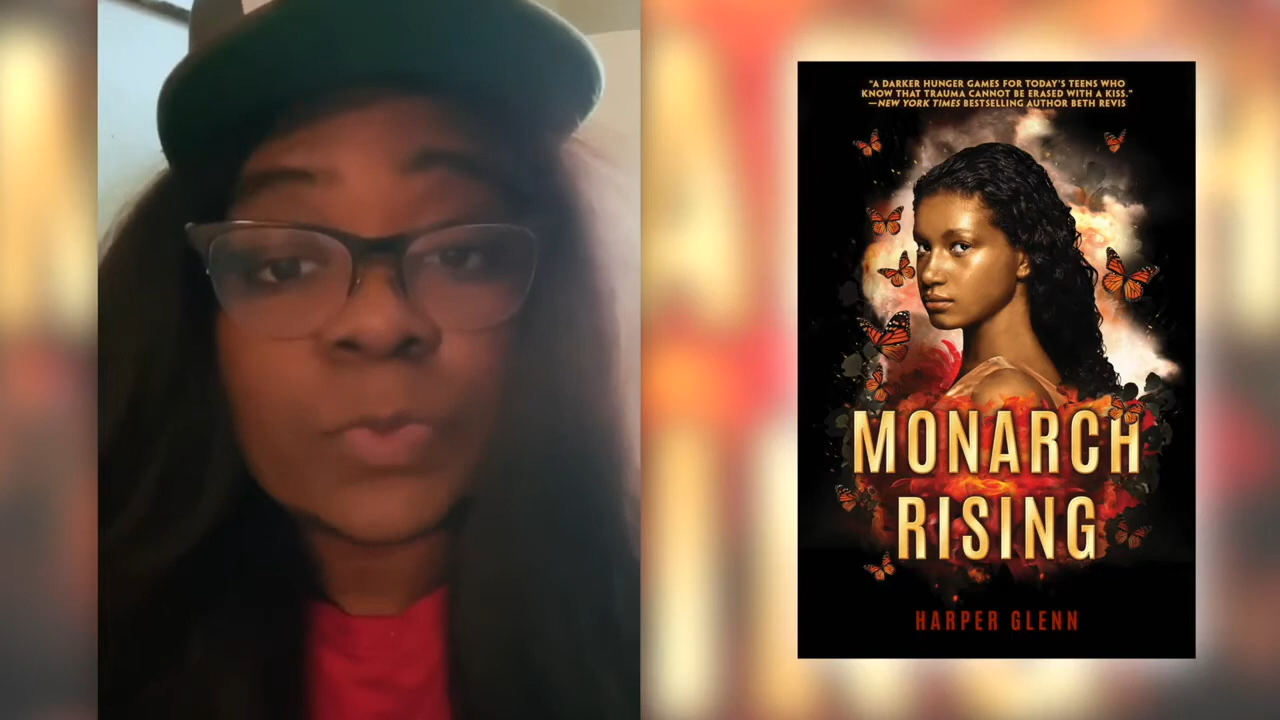 "A DARKER HUNGER GAMES FOR TODAY'S TEENS WHO
KNOW THAT TRAUMA CANNOT BE ERASED WITH A KISS."
—NEW YORK TIMES BESTSELLING AUTHOR BETH REVIS
MONARCH
RISING
HARPER GLENN